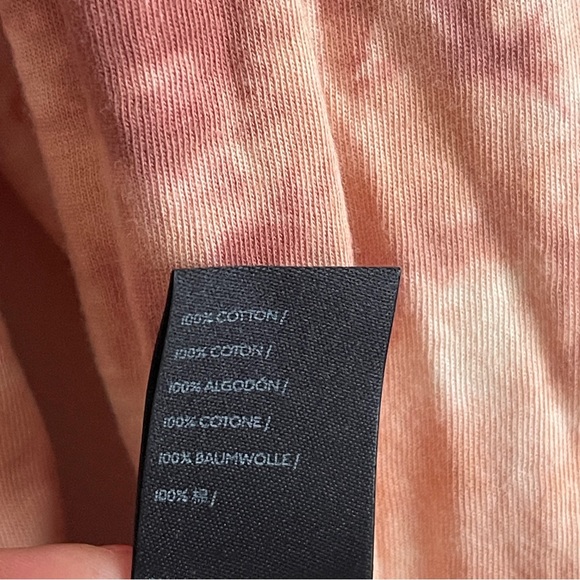 100% COTTON /
100% COTON /
100% ALGODÓN /
100% COTONE /
100% BAUMWOLLE /
100% 棉 /